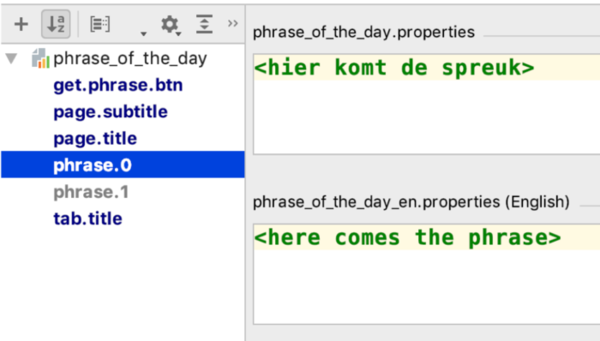 phrase_of_the_day
get.phrase.btn
page.subtitle
page.title
phrase.0
phrase.1
tab.title
phrase_of_the_day.properties
<hier komt de spreuk>
phrase_of_the_day_en.properties (English)
<here comes the phrase>